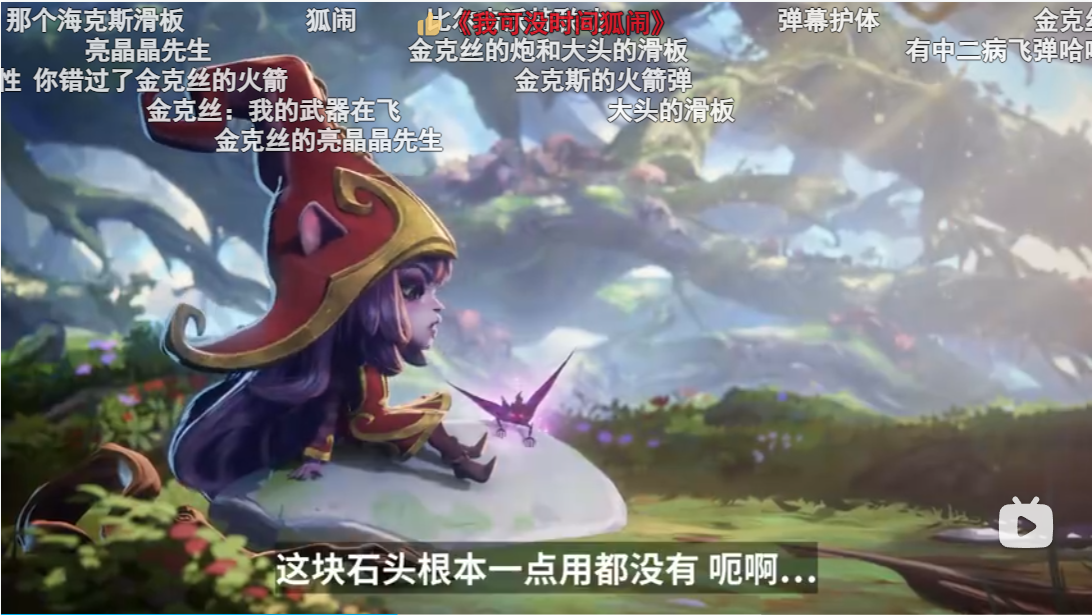 那个海克斯滑板
狐闹
《我可没时间狐闹》
弹幕护体
金克
亮晶晶先生
金克丝的炮和大头的滑板
有中二病飞弹哈
性 你错过了金克丝的火箭
金克斯的火箭弹
金克丝：我的武器在飞
大头的滑板
金克丝的亮晶晶先生
这块石头根本一点用都没有 呃啊...